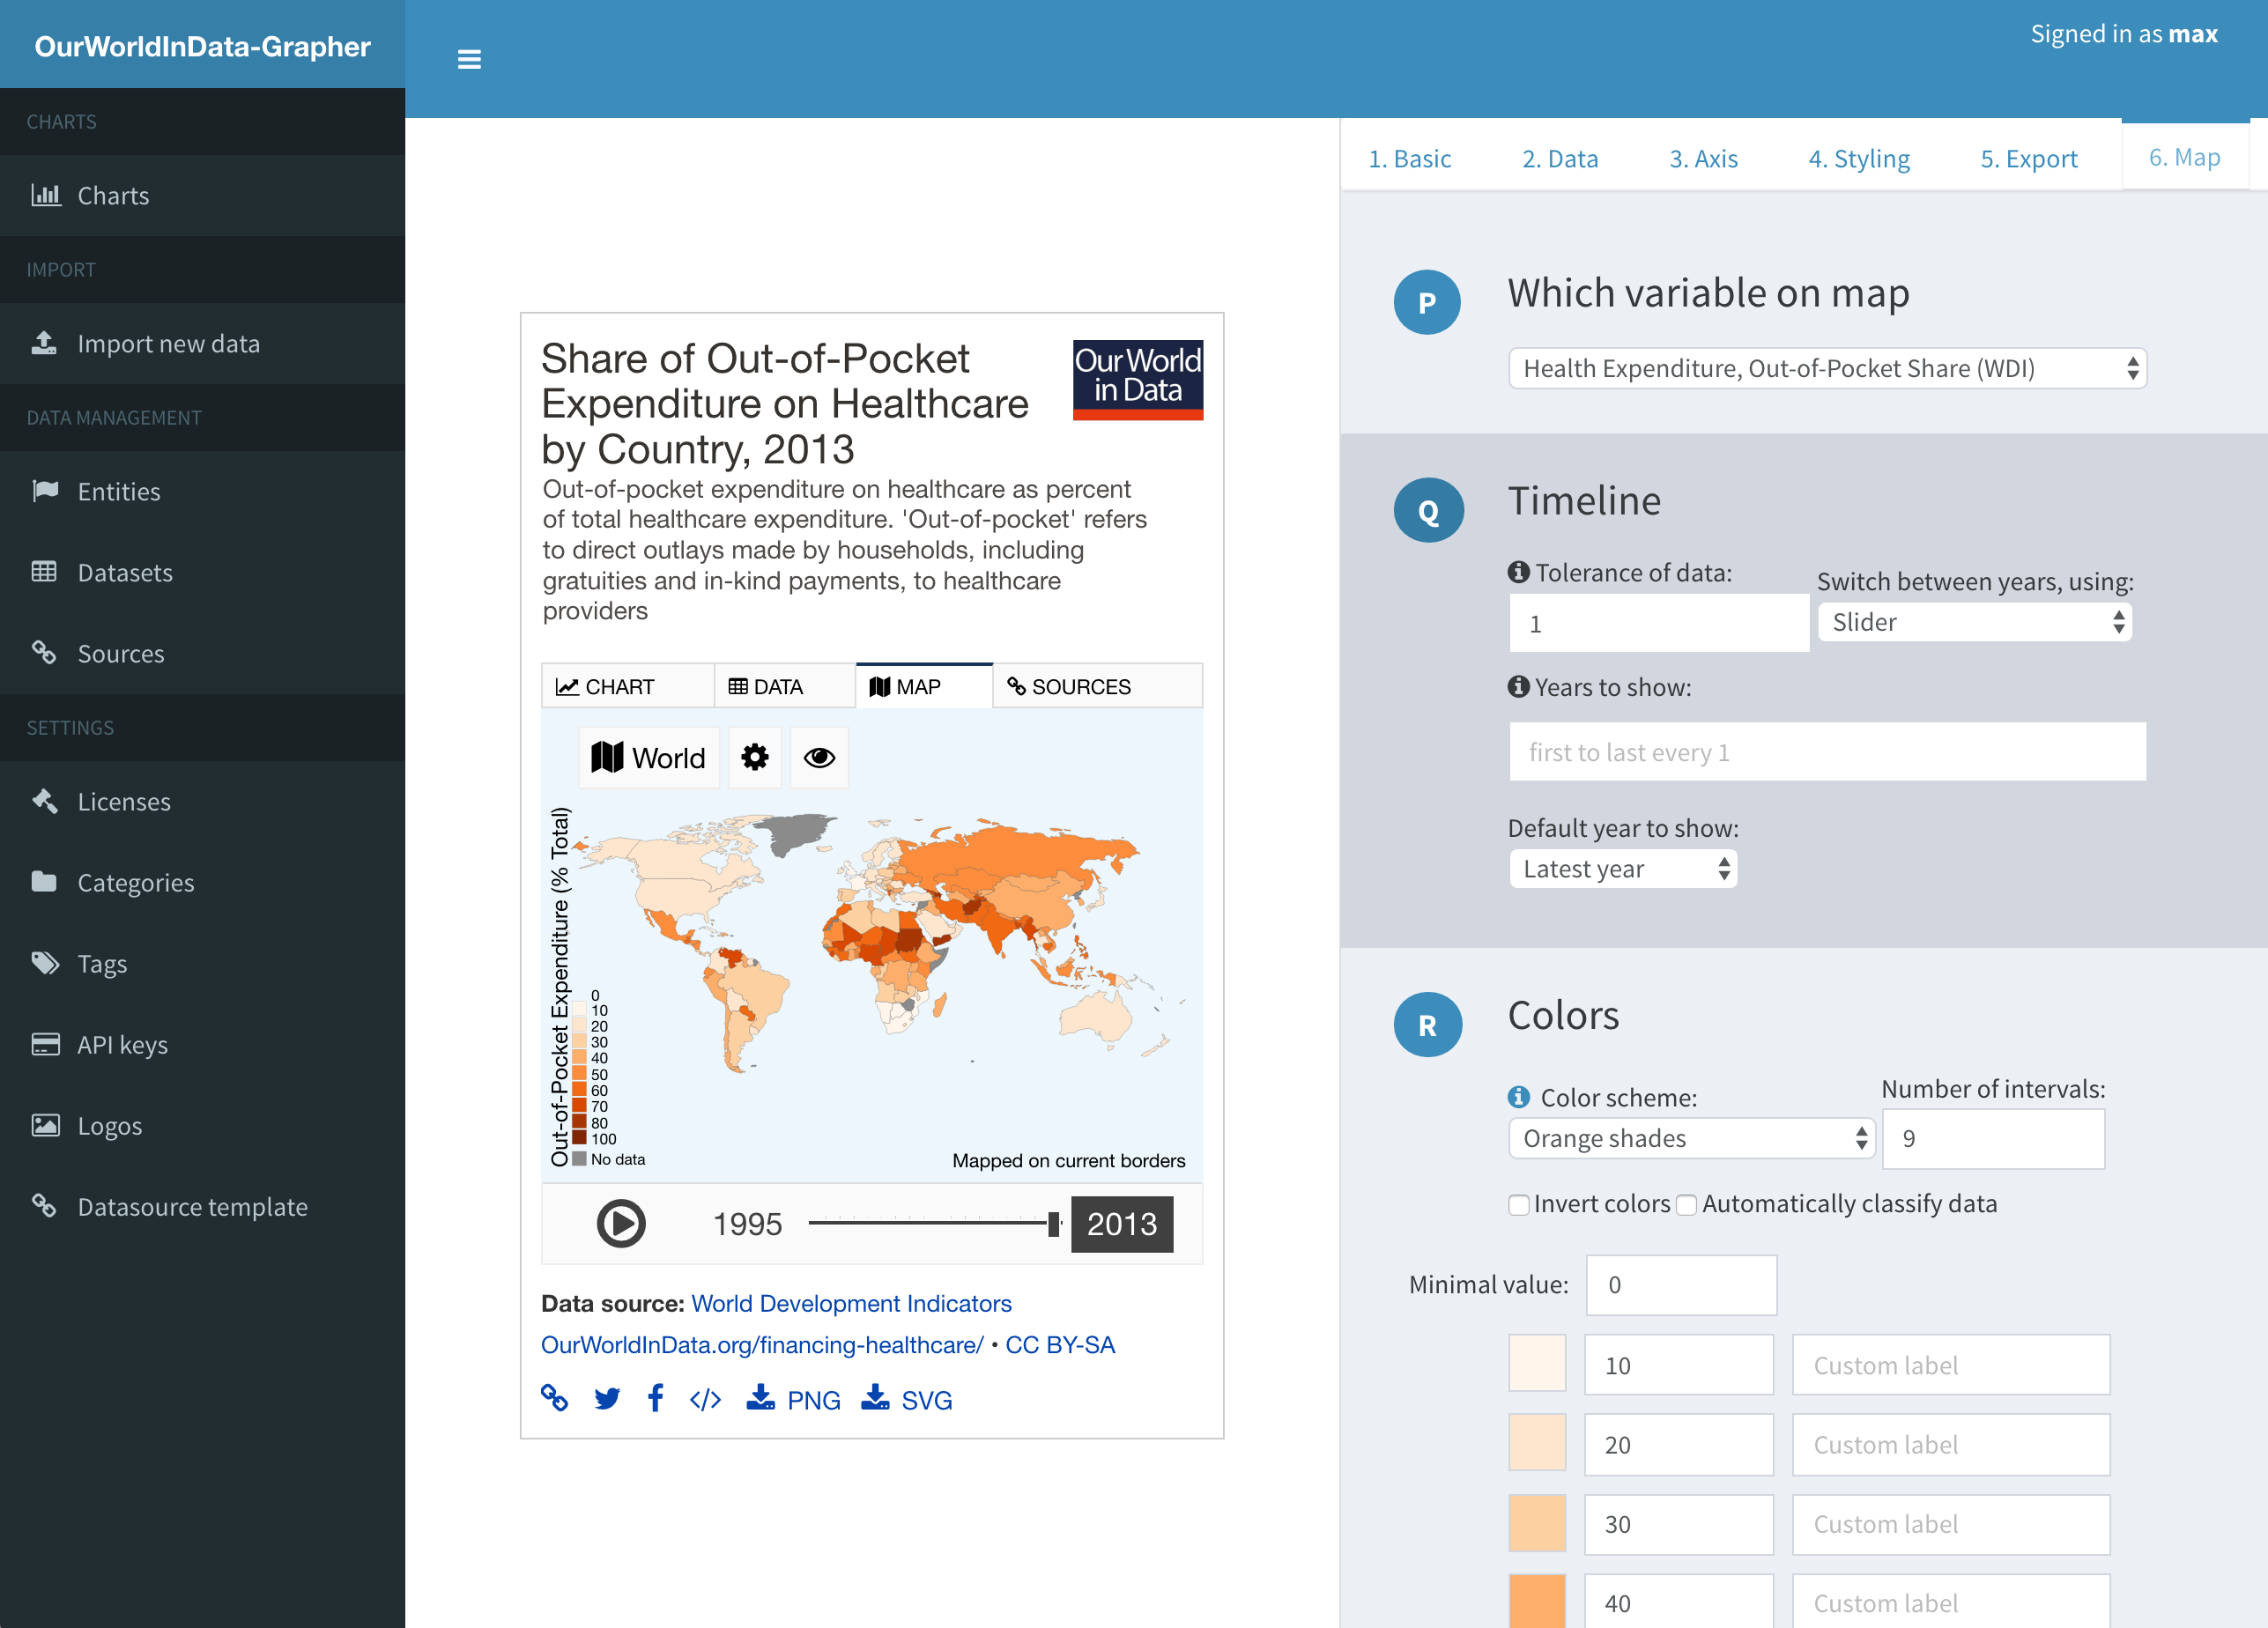 OurWorldInData-Grapher
Signed in as max
CHARTS
Charts
IMPORT
Import new data
DATA MANAGEMENT
Entities
Datasets
Sources
SETTINGS
Licenses
Categories
Tags
API keys
Logos
Datasource template
Share of Out-of-Pocket
Expenditure on Healthcare
by Country, 2013
Our World
in Data
Out-of-pocket expenditure on healthcare as percent
of total healthcare expenditure. 'Out-of-pocket' refers
to direct outlays made by households, including
gratuities and in-kind payments, to healthcare
providers
CHART DATA MAP SOURCES
World
Out-of-Pocket Expenditure (% Total)
0
10
20
30
40
50
60
70
80
100
No data
Mapped on current borders
1995 2013
Data source: World Development Indicators
OurWorldInData.org/financing-healthcare/ • CC BY-SA
</> PNG SVG
1. Basic 2. Data 3. Axis 4. Styling 5. Export 6. Map
P Which variable on map
Health Expenditure, Out-of-Pocket Share (WDI)
Q Timeline
Tolerance of data: Switch between years, using:
1 Slider
Years to show:
first to last every 1
Default year to show:
Latest year
R Colors
Color scheme: Number of intervals:
Orange shades 9
Invert colors Automatically classify data
Minimal value: 0
10 Custom label
20 Custom label
30 Custom label
40 Custom label